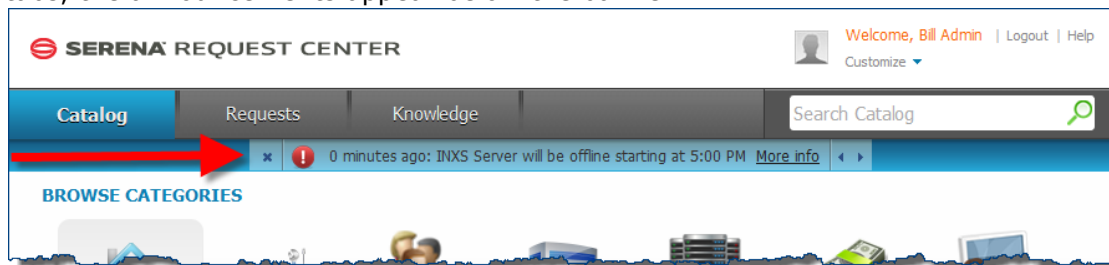 SERENA REQUEST CENTER
Welcome, Bill Admin | Logout | Help
Customize
Catalog Requests Knowledge Search Catalog
0 minutes ago: INXS Server will be offline starting at 5:00 PM More info
BROWSE CATEGORIES